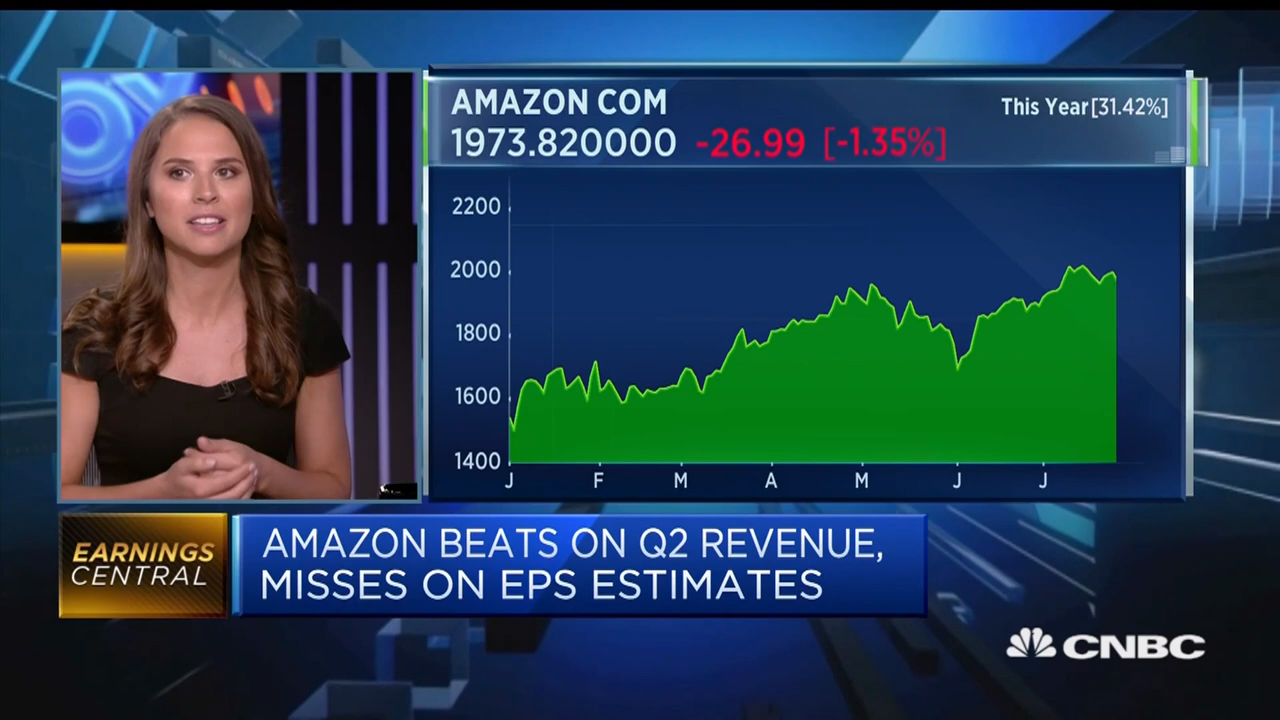 AMAZON COM
This Year[31.42%]
1973.820000 -26.99 [-1.35%]
2200
2000
1800
1600
1400
J F M A M J J
EARNINGS
CENTRAL
AMAZON BEATS ON Q2 REVENUE,
MISSES ON EPS ESTIMATES
CNBC